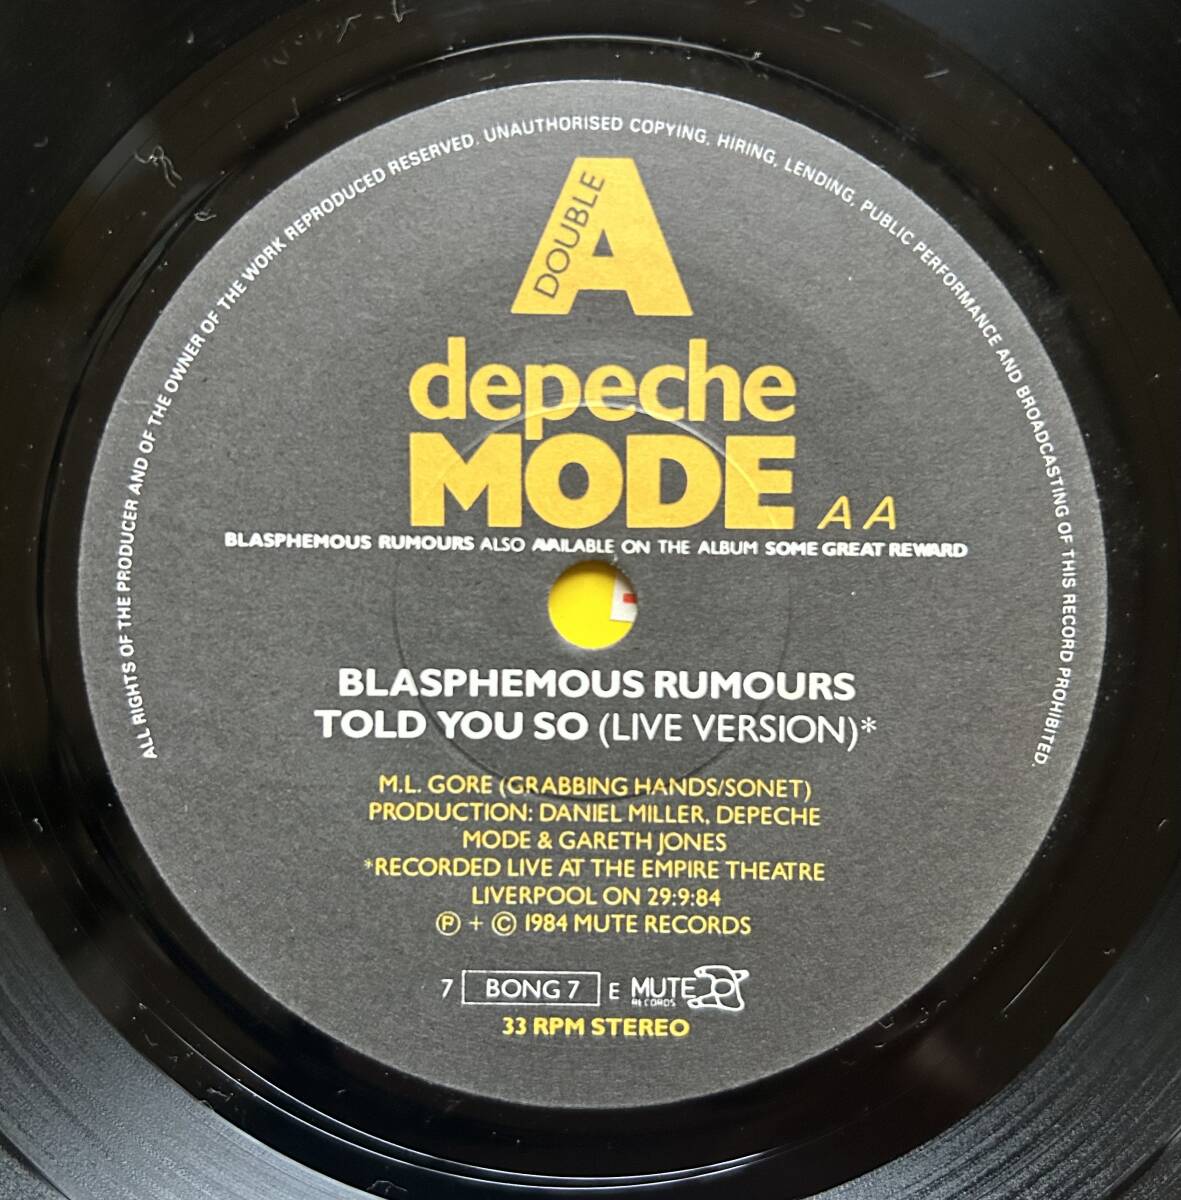 ALL RIGHTS OF THE PRODUCER AND OF THE OWNER OF THE WORK REPRODUCED RESERVED. UNAUTHORISED COPYING, HIRING, LENDING, PUBLIC PERFORMANCE AND BROADCASTING OF THIS RECORD PROHIBITED.
DOUBLE
A
depeche
MODE AA
BLASPHEMOUS RUMOURS ALSO AVAILABLE ON THE ALBUM SOME GREAT REWARD
BLASPHEMOUS RUMOURS
TOLD YOU SO (LIVE VERSION)*
M.L. GORE (GRABBING HANDS/SONET)
PRODUCTION: DANIEL MILLER, DEPECHE
MODE & GARETH JONES
*RECORDED LIVE AT THE EMPIRE THEATRE
LIVERPOOL ON 29:9:84
Ⓟ + © 1984 MUTE RECORDS
7 BONG 7 E MUTE
RECORDS
33 RPM STEREO